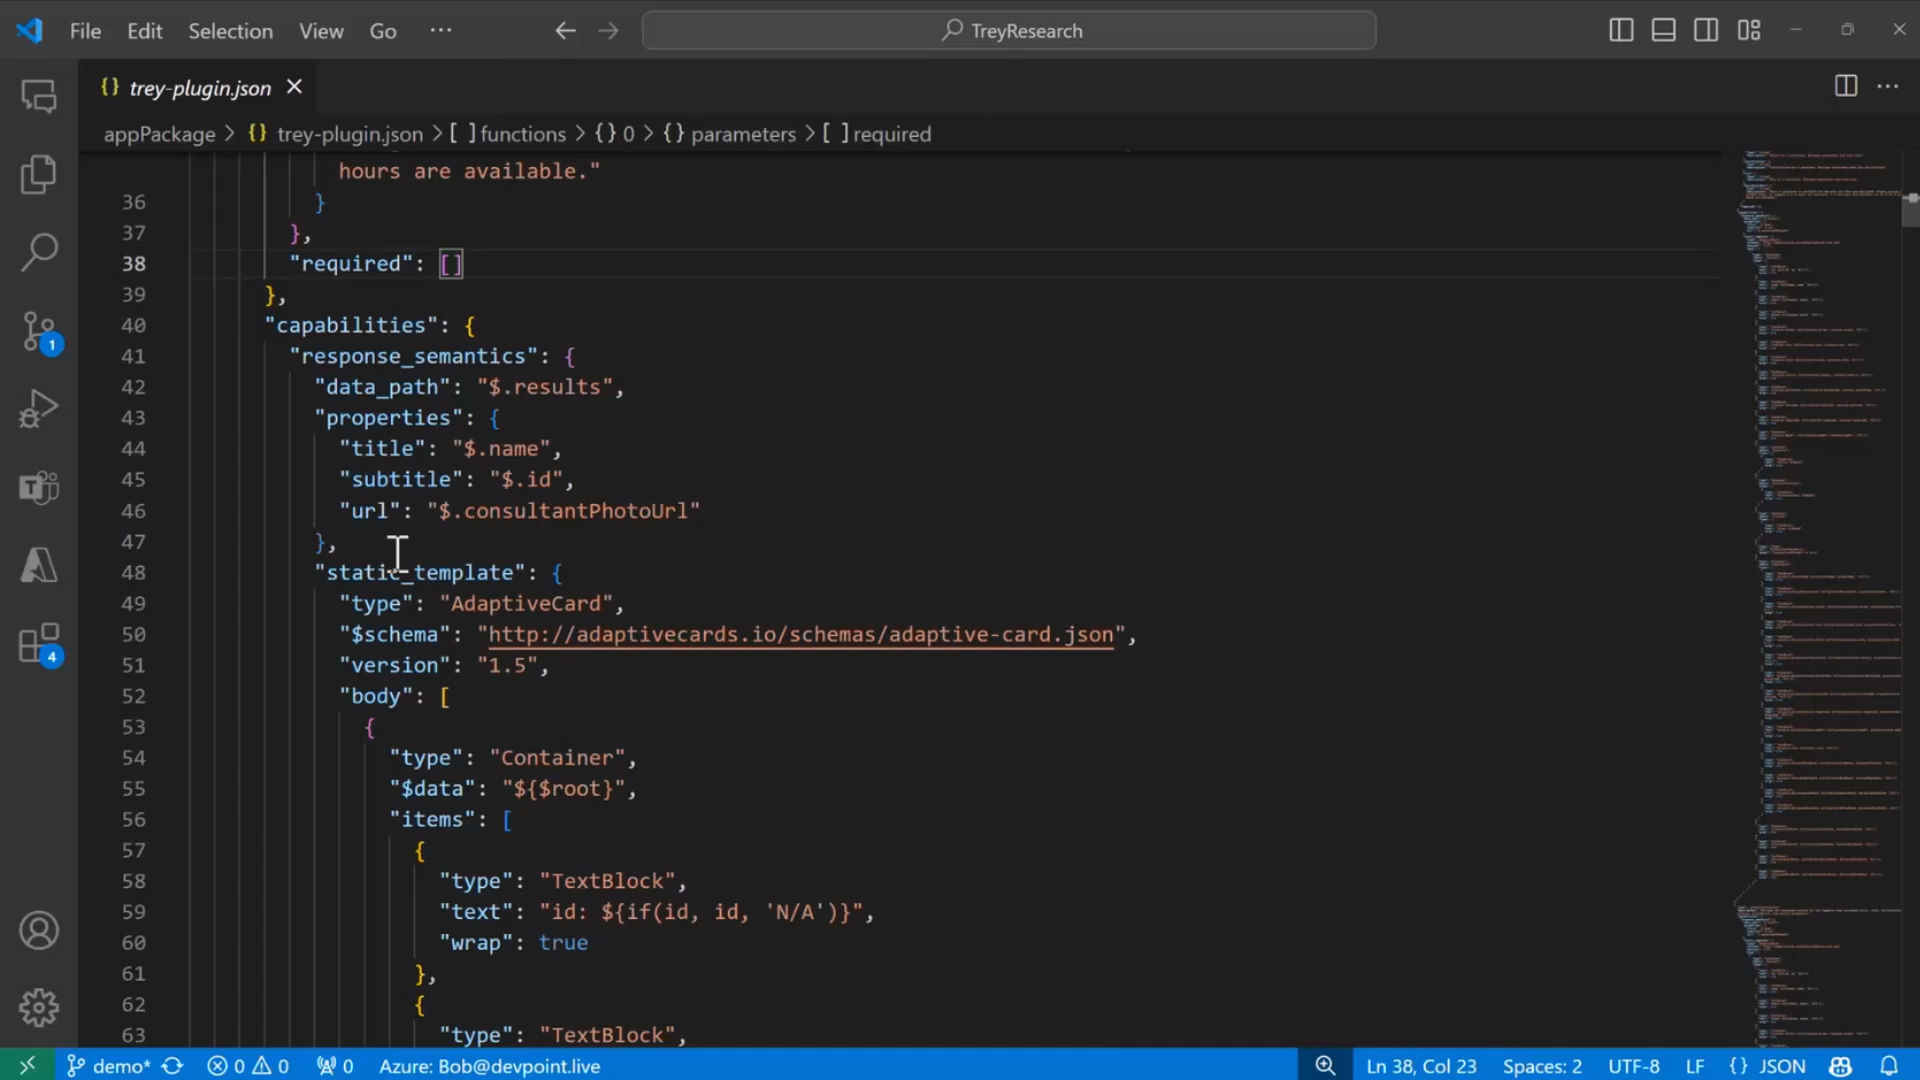 File Edit Selection View Go ··· TreyResearch
{} trey-plugin.json
appPackage > {} trey-plugin.json > [ ] functions > {} 0 > {} parameters > [ ] required
hours are available."
36 }
37 },
38 "required": []
39 },
40 "capabilities": {
41 "response_semantics": {
42 "data_path": "$.results",
43 "properties": {
44 "title": "$.name",
45 "subtitle": "$.id",
46 "url": "$.consultantPhotoUrl"
47 },
48 "static_template": {
49 "type": "AdaptiveCard",
50 "$schema": "http://adaptivecards.io/schemas/adaptive-card.json",
51 "version": "1.5",
52 "body": [
53 {
54 "type": "Container",
55 "$data": "${$root}",
56 "items": [
57 {
58 "type": "TextBlock",
59 "text": "id: ${if(id, id, 'N/A')}",
60 "wrap": true
61 },
62 {
63 "type": "TextBlock",
1
4
demo* 0 0 0 Azure: Bob@devpoint.live Ln 38, Col 23 Spaces: 2 UTF-8 LF {} JSON